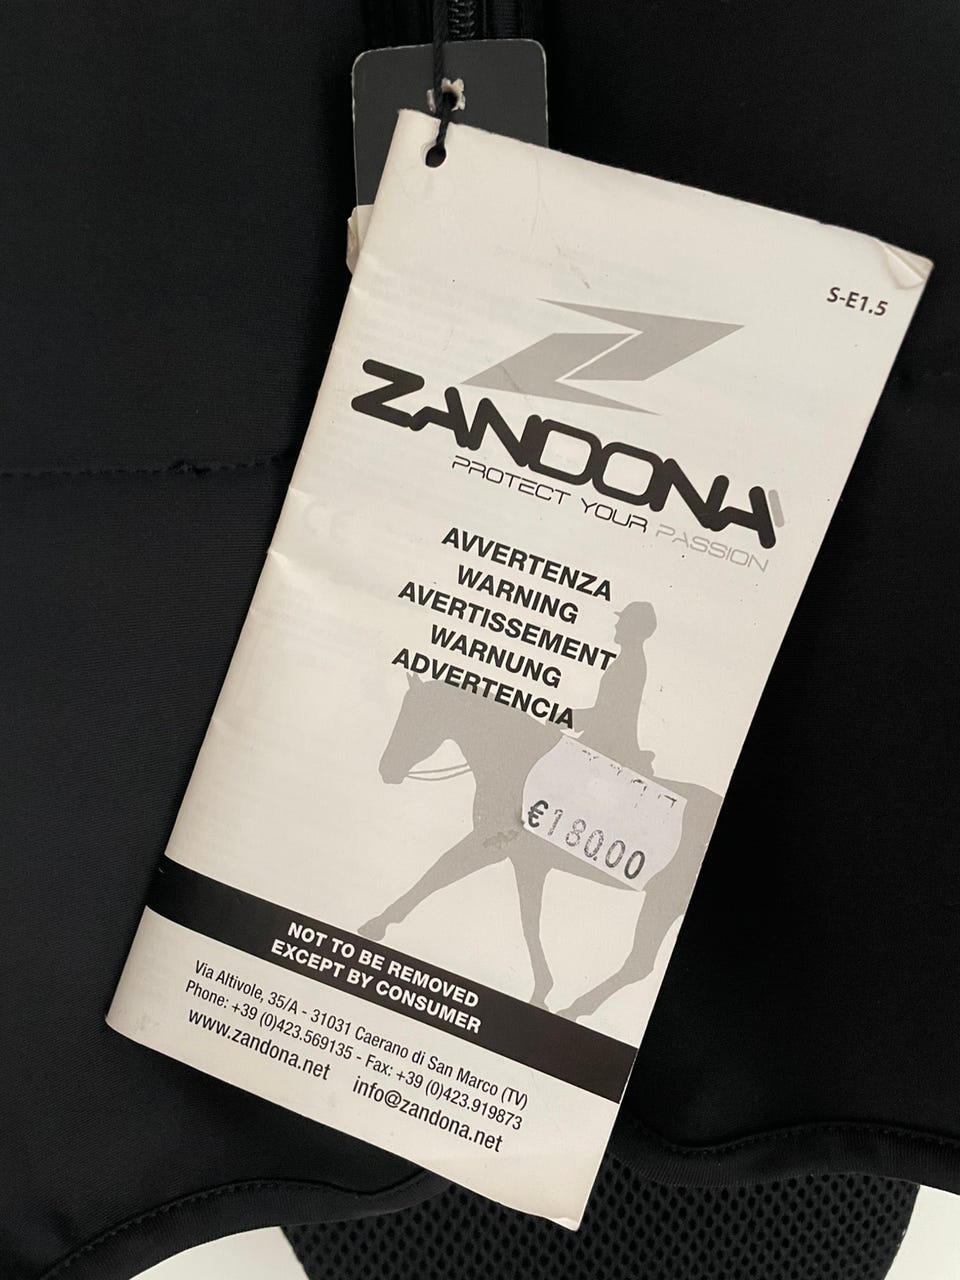 S-E1.5
ZANDONA
PROTECT YOUR PASSION
AVVERTENZA
WARNING
AVERTISSEMENT
WARNUNG
ADVERTENCIA
€180.00
NOT TO BE REMOVED
EXCEPT BY CONSUMER
Via Altivole, 35/A - 31031 Caerano di San Marco (TV)
Phone: +39 (0)423.569135 - Fax: +39 (0)423.919873
www.zandona.net info@zandona.net